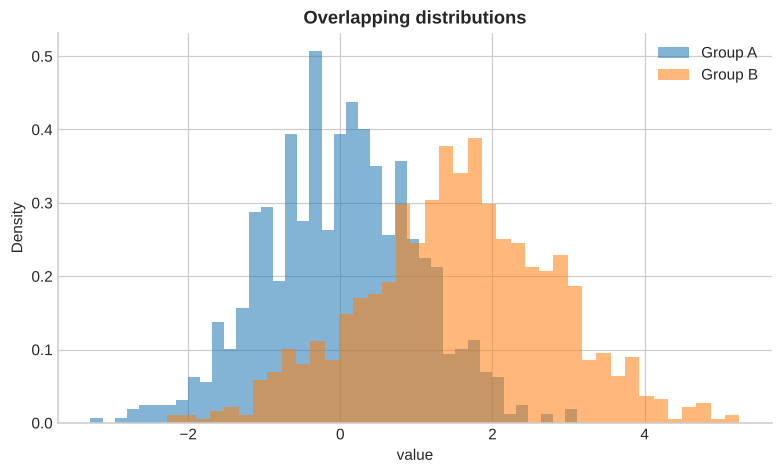 Overlapping distributions
Group A
Group B
0.5
0.4
0.3
0.2
0.1
0.0
Density
−2
0
2
4
value